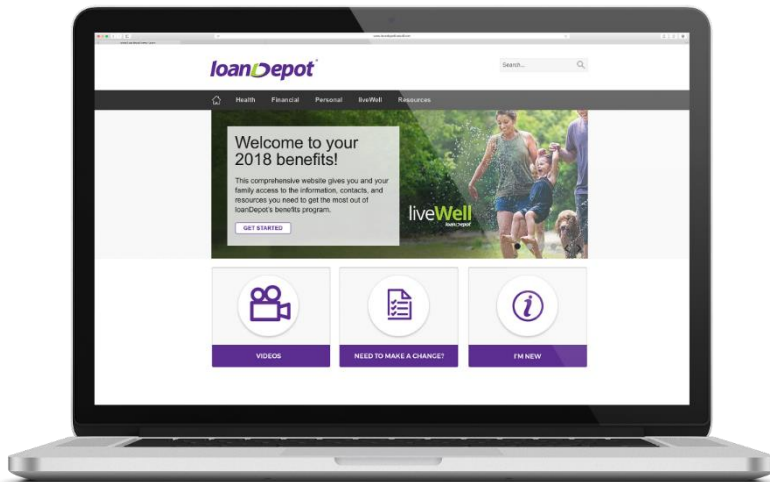 loanDepot
Search...
Health Financial Personal liveWell Resources
Welcome to your
2018 benefits!
This comprehensive website gives you and your
family access to the information, contacts, and
resources you need to get the most out of
loanDepot's benefits program.
GET STARTED
liveWell
loanDepot
VIDEOS
NEED TO MAKE A CHANGE?
I'M NEW